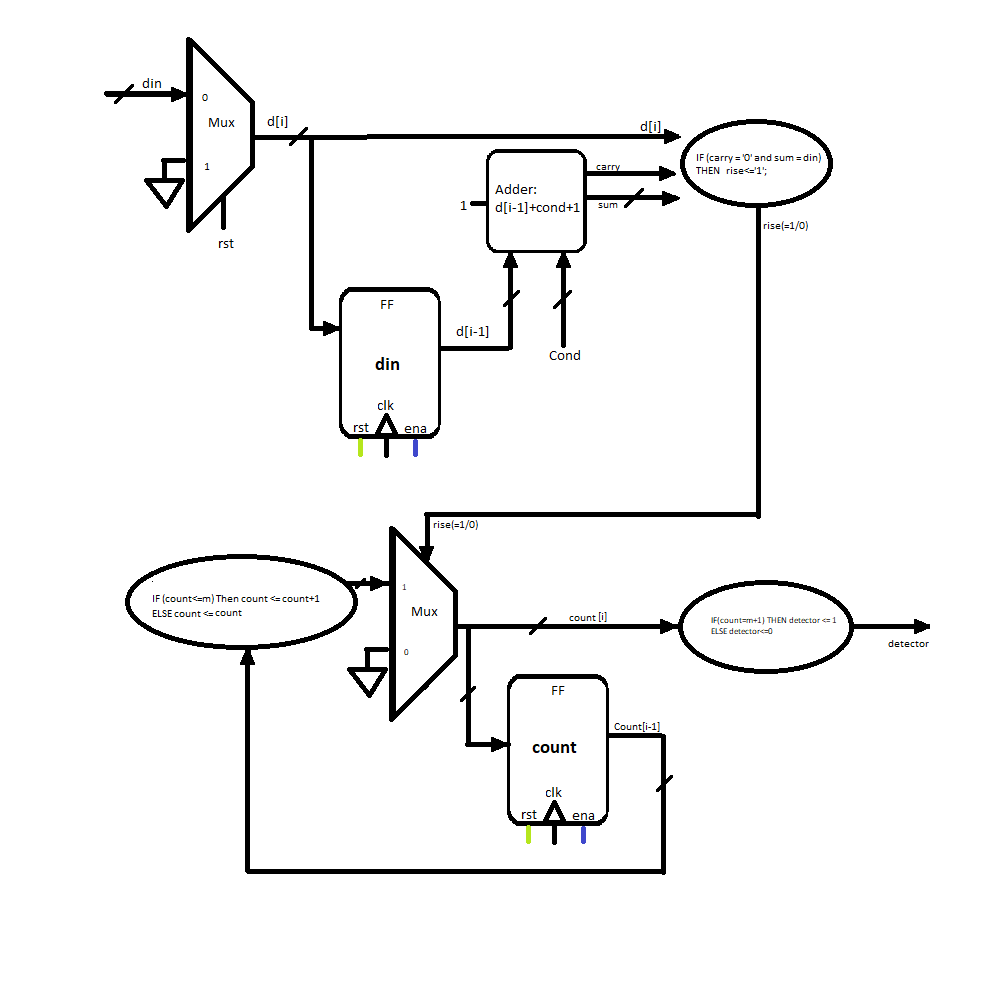 din
0
Mux
1
rst
d[i]
d[i]
carry
sum
IF (carry = '0' and sum = din)
THEN rise<='1';
Adder:
d[i-1]+cond+1
1
rise(=1/0)
FF
din
clk
rst
ena
d[i-1]
Cond
rise(=1/0)
IF (count<=m) Then count <= count+1
ELSE count <= count
1
Mux
0
count [i]
IF(count=m+1) THEN detector <= 1
ELSE detector<=0
detector
FF
count
clk
rst
ena
Count[i-1]